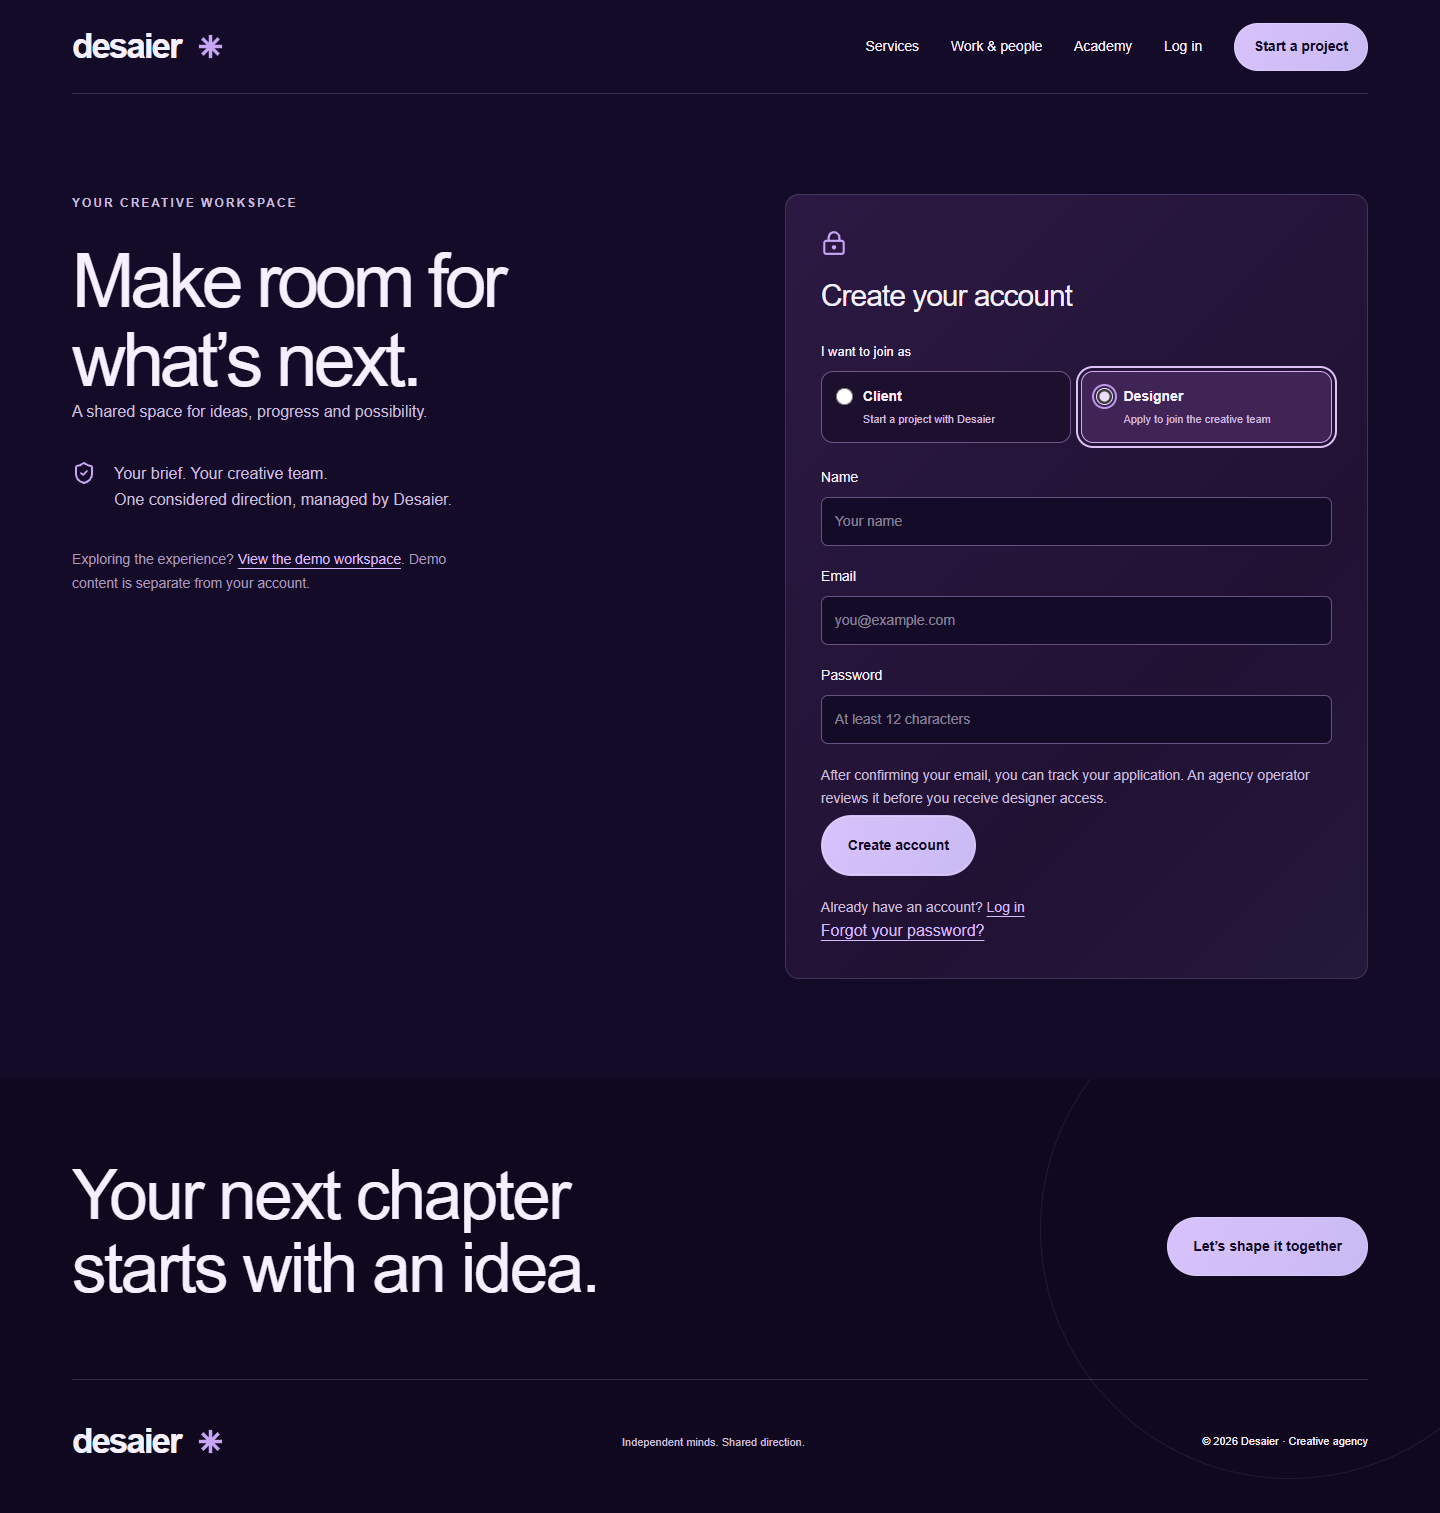 desaier
Services
Work & people
Academy
Log in
Start a project
YOUR CREATIVE WORKSPACE
Make room for
what’s next.
A shared space for ideas, progress and possibility.
Your brief. Your creative team.
One considered direction, managed by Desaier.
Exploring the experience? View the demo workspace. Demo
content is separate from your account.
Create your account
I want to join as
Client
Start a project with Desaier
Designer
Apply to join the creative team
Name
Your name
Email
you@example.com
Password
At least 12 characters
After confirming your email, you can track your application. An agency operator
reviews it before you receive designer access.
Create account
Already have an account? Log in
Forgot your password?
Your next chapter
starts with an idea.
Let’s shape it together
desaier
Independent minds. Shared direction.
© 2026 Desaier · Creative agency